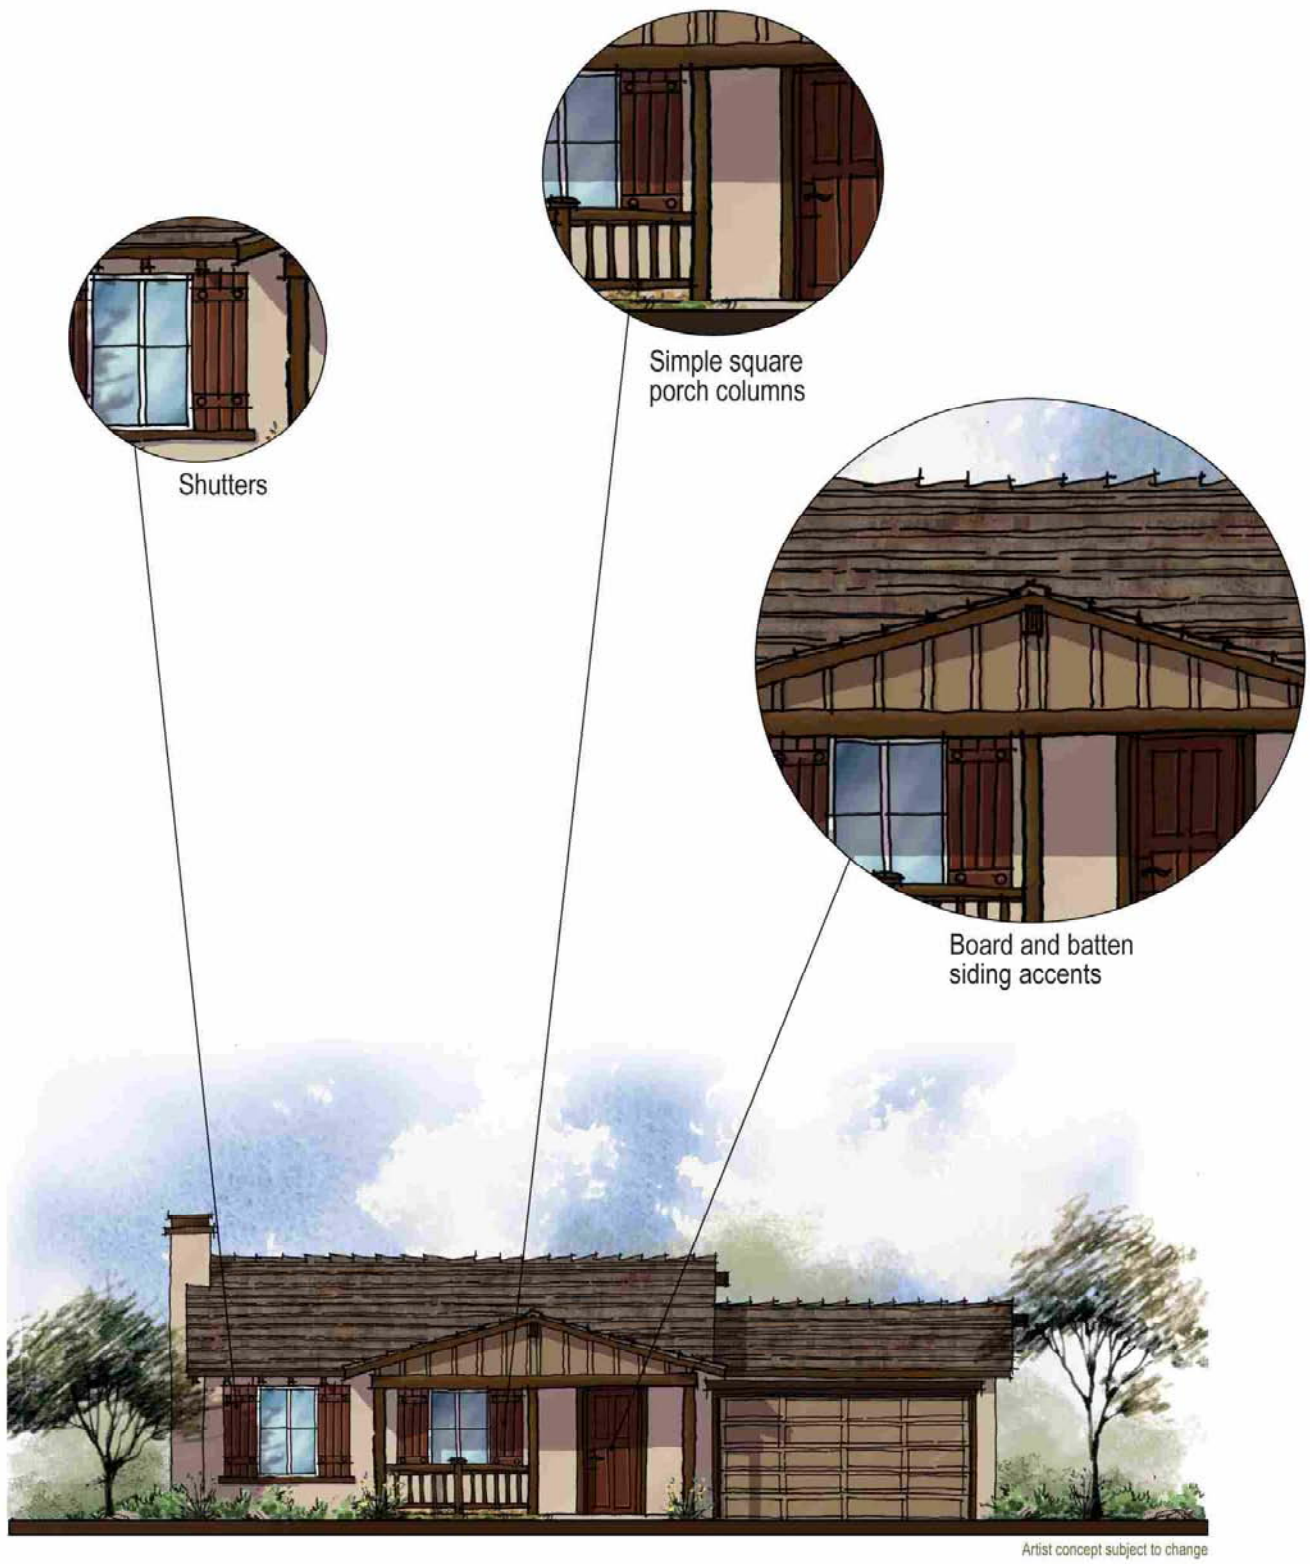 Simple square
porch columns
Shutters
Board and batten
siding accents
Artist concept subject to change